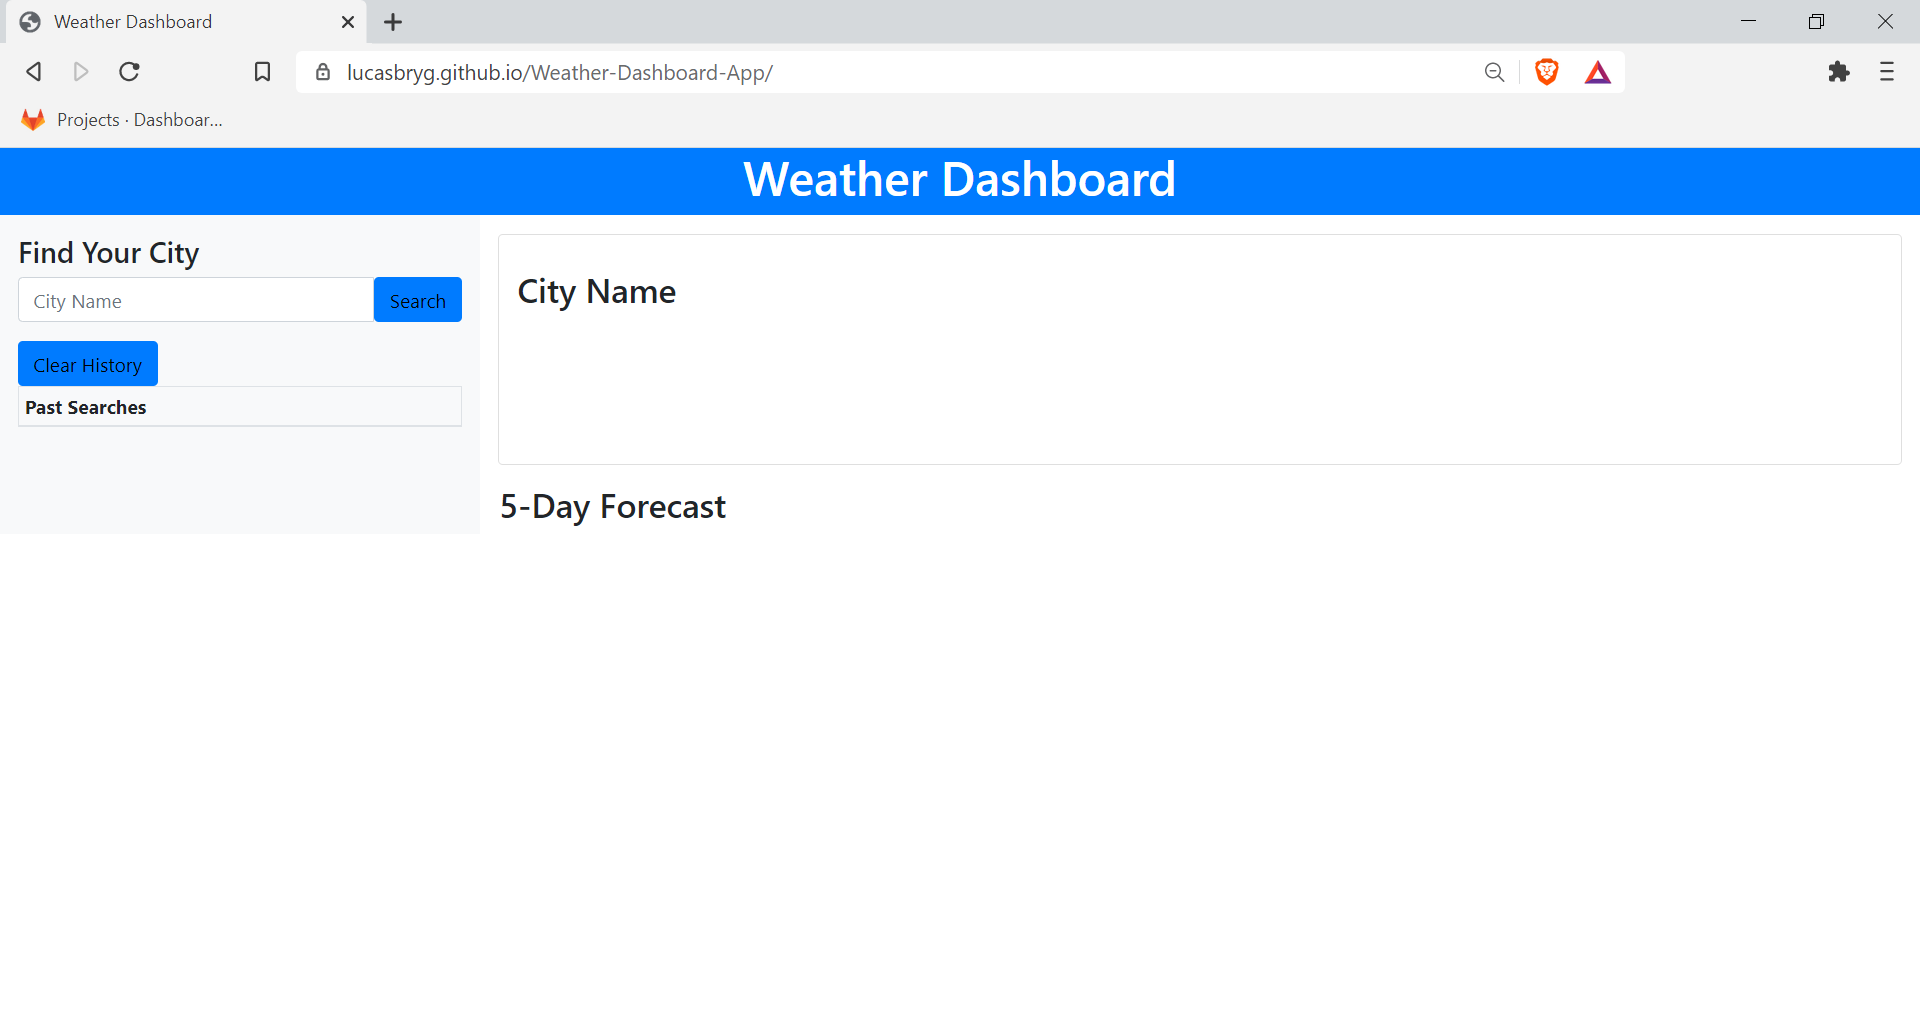 Weather Dashboard
lucasbryg.github.io/Weather-Dashboard-App/
Projects · Dashboar...
Weather Dashboard
Find Your City
City Name
Search
Clear History
Past Searches
City Name
5-Day Forecast